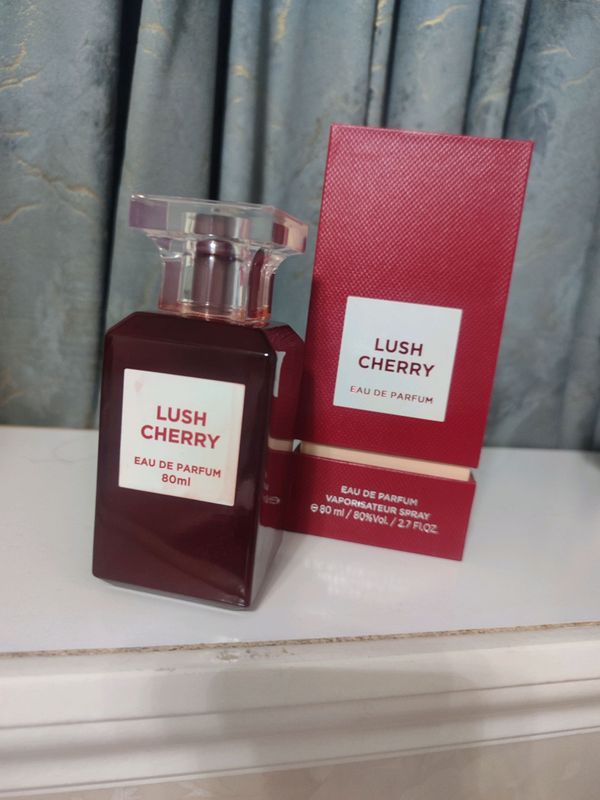 LUSH
CHERRY
EAU DE PARFUM
80ml
LUSH
CHERRY
EAU DE PARFUM
EAU DE PARFUM
VAPORISATEUR SPRAY
℮ 80 ml / 80%Vol. / 2.7 FL.OZ.